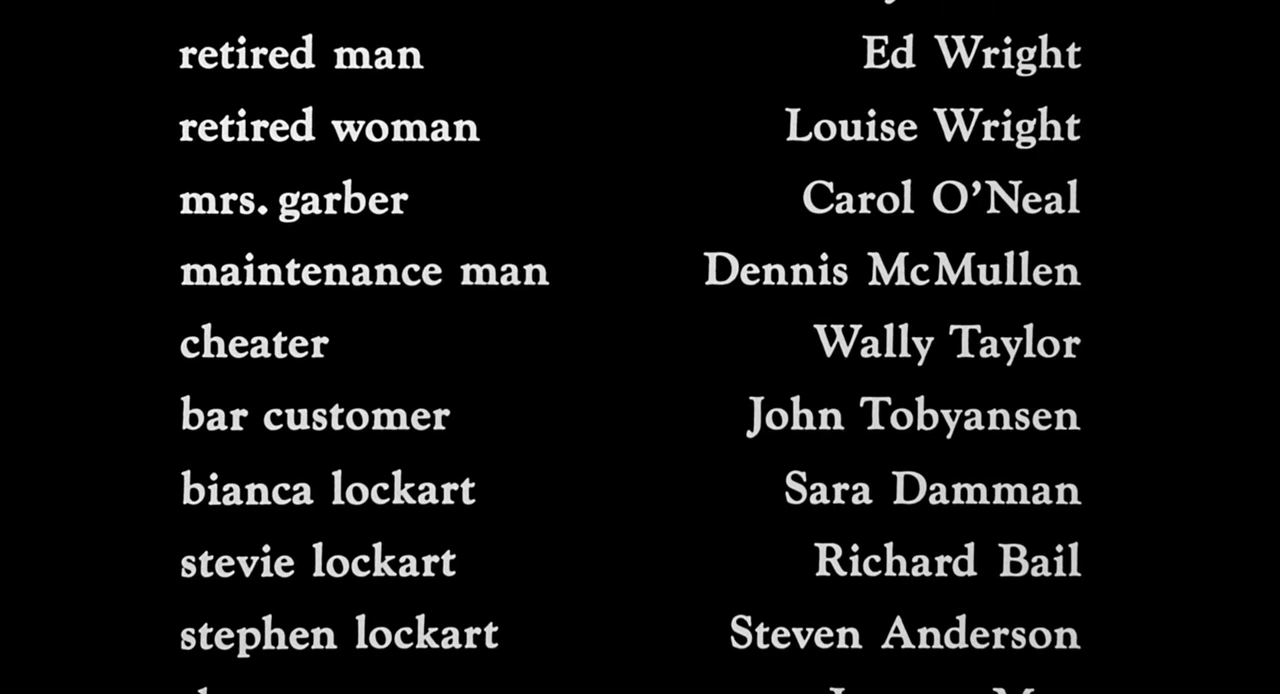 retired man Ed Wright
retired woman Louise Wright
mrs. garber Carol O'Neal
maintenance man Dennis McMullen
cheater Wally Taylor
bar customer John Tobyansen
bianca lockart Sara Damman
stevie lockart Richard Bail
stephen lockart Steven Anderson